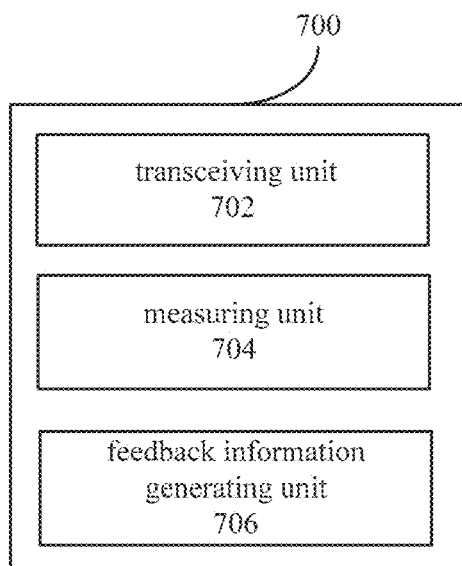 700
transceiving unit
702
measuring unit
704
feedback information
generating unit
706